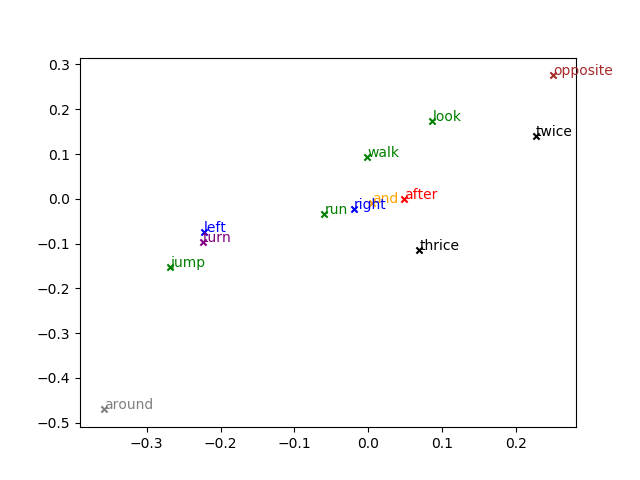 0.3
opposite
twice
look
0.2
walk
0.1
0.0
and
after
right
run
left
turn
−0.1
thrice
jump
−0.2
−0.3
−0.4
around
−0.5
−0.3
−0.2
−0.1
0.0
0.1
0.2